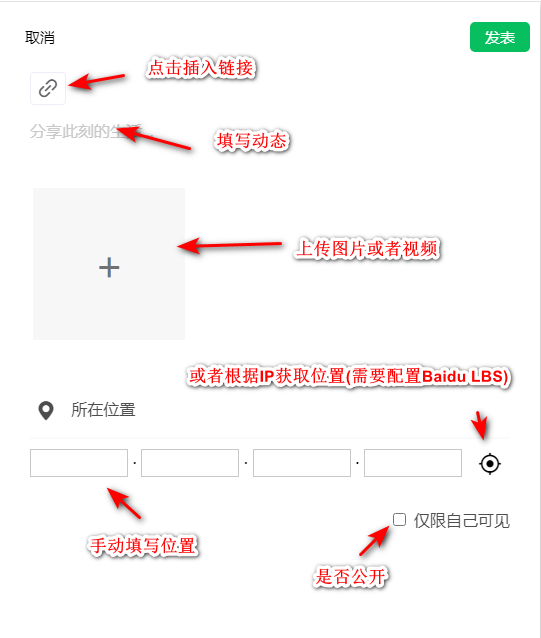 取消
发表
点击插入链接
分享此刻的生活...
填写动态
+
上传图片或者视频
或者根据IP获取位置(需要配置Baidu LBS)
所在位置
· · ·
仅限自己可见
手动填写位置
是否公开